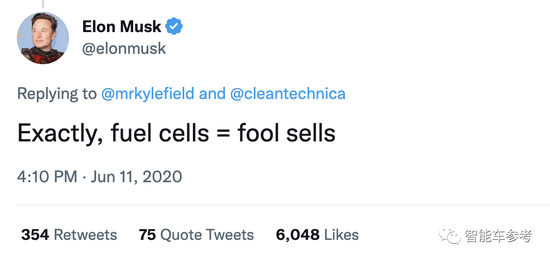 Elon Musk
@elonmusk
Replying to @mrkylefield and @cleantechnica
Exactly, fuel cells = fool sells
4:10 PM · Jun 11, 2020
354 Retweets 75 Quote Tweets 6,048 Likes
智能车参考